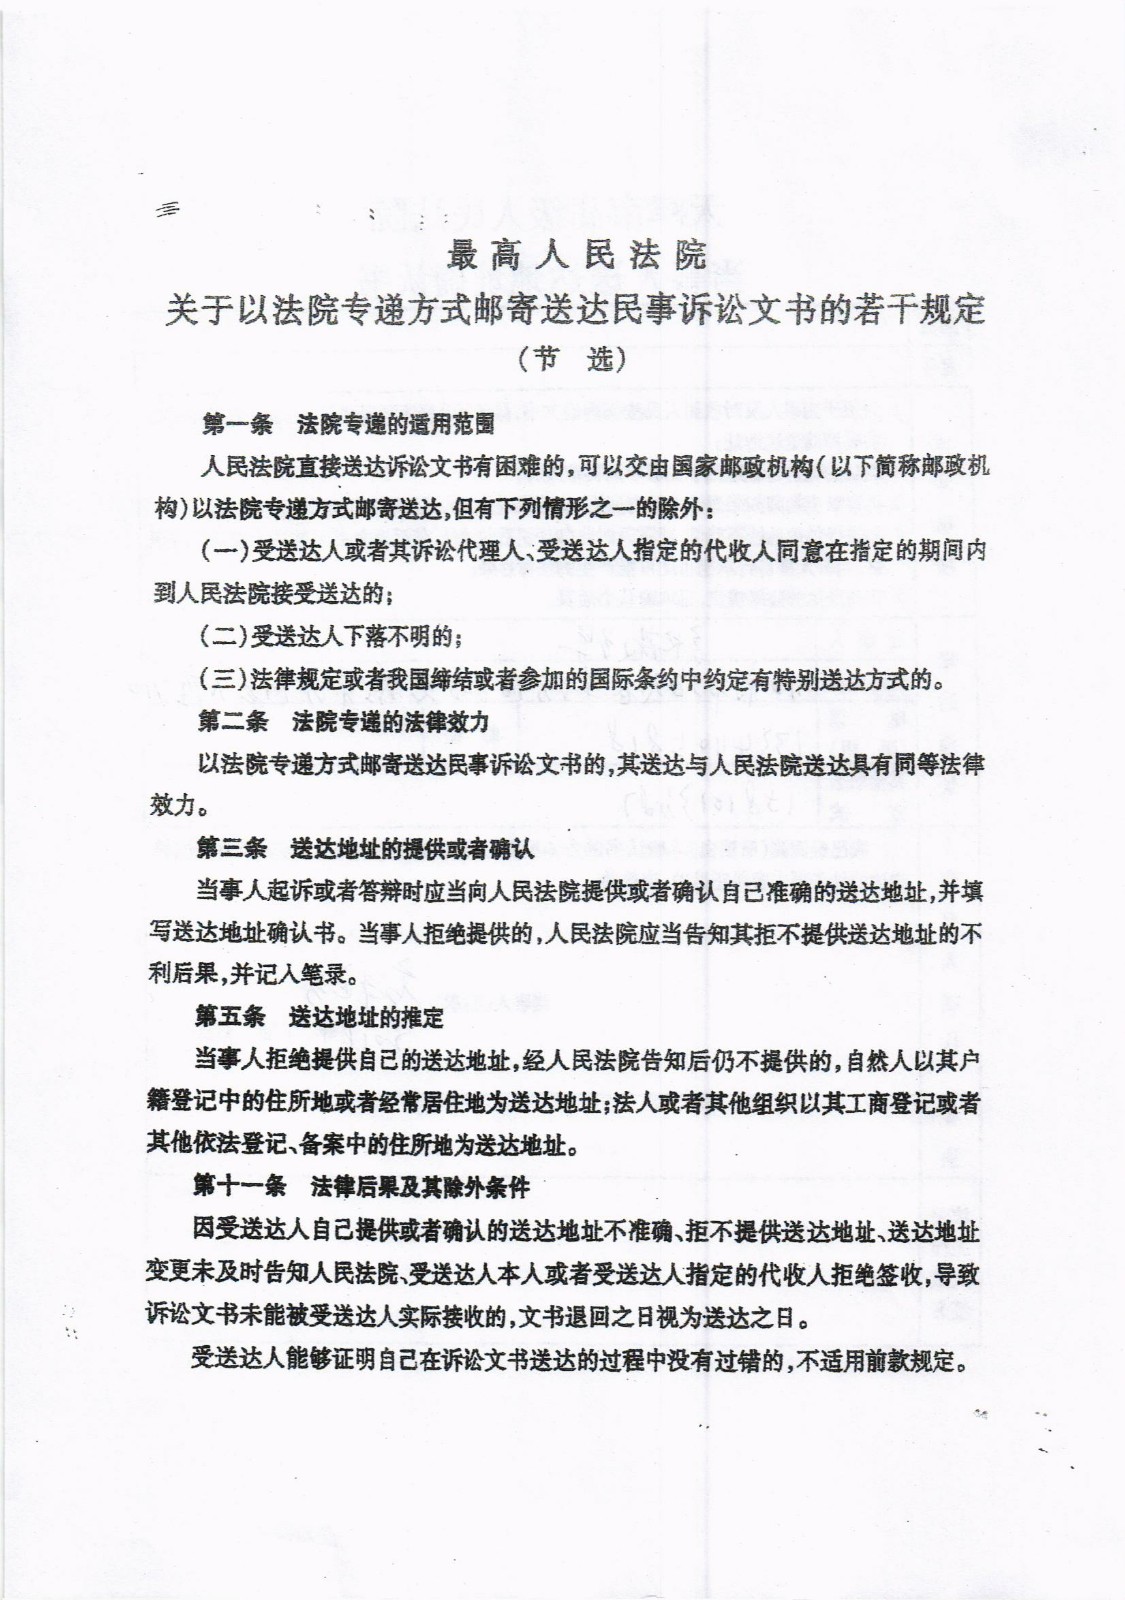 最高人民法院
关于以法院专递方式邮寄送达民事诉讼文书的若干规定
(节 选)
第一条 法院专递的适用范围
人民法院直接送达诉讼文书有困难的,可以交由国家邮政机构(以下简称邮政机
构)以法院专递方式邮寄送达,但有下列情形之一的除外:
(一)受送达人或者其诉讼代理人、受送达人指定的代收人同意在指定的期间内
到人民法院接受送达的;
(二)受送达人下落不明的;
(三)法律规定或者我国缔结或者参加的国际条约中约定有特别送达方式的。
第二条 法院专递的法律效力
以法院专递方式邮寄送达民事诉讼文书的,其送达与人民法院送达具有同等法律
效力。
第三条 送达地址的提供或者确认
当事人起诉或者答辩时应当向人民法院提供或者确认自己准确的送达地址,并填
写送达地址确认书。当事人拒绝提供的,人民法院应当告知其拒不提供送达地址的不
利后果,并记入笔录。
第五条 送达地址的推定
当事人拒绝提供自己的送达地址,经人民法院告知后仍不提供的,自然人以其户
籍登记中的住所地或者经常居住地为送达地址;法人或者其他组织以其工商登记或者
其他依法登记、备案中的住所地为送达地址。
第十一条 法律后果及其除外条件
因受送达人自己提供或者确认的送达地址不准确、拒不提供送达地址、送达地址
变更未及时告知人民法院、受送达人本人或者受送达人指定的代收人拒绝签收,导致
诉讼文书未能被受送达人实际接收的,文书退回之日视为送达之日。
受送达人能够证明自己在诉讼文书送达的过程中没有过错的,不适用前款规定。